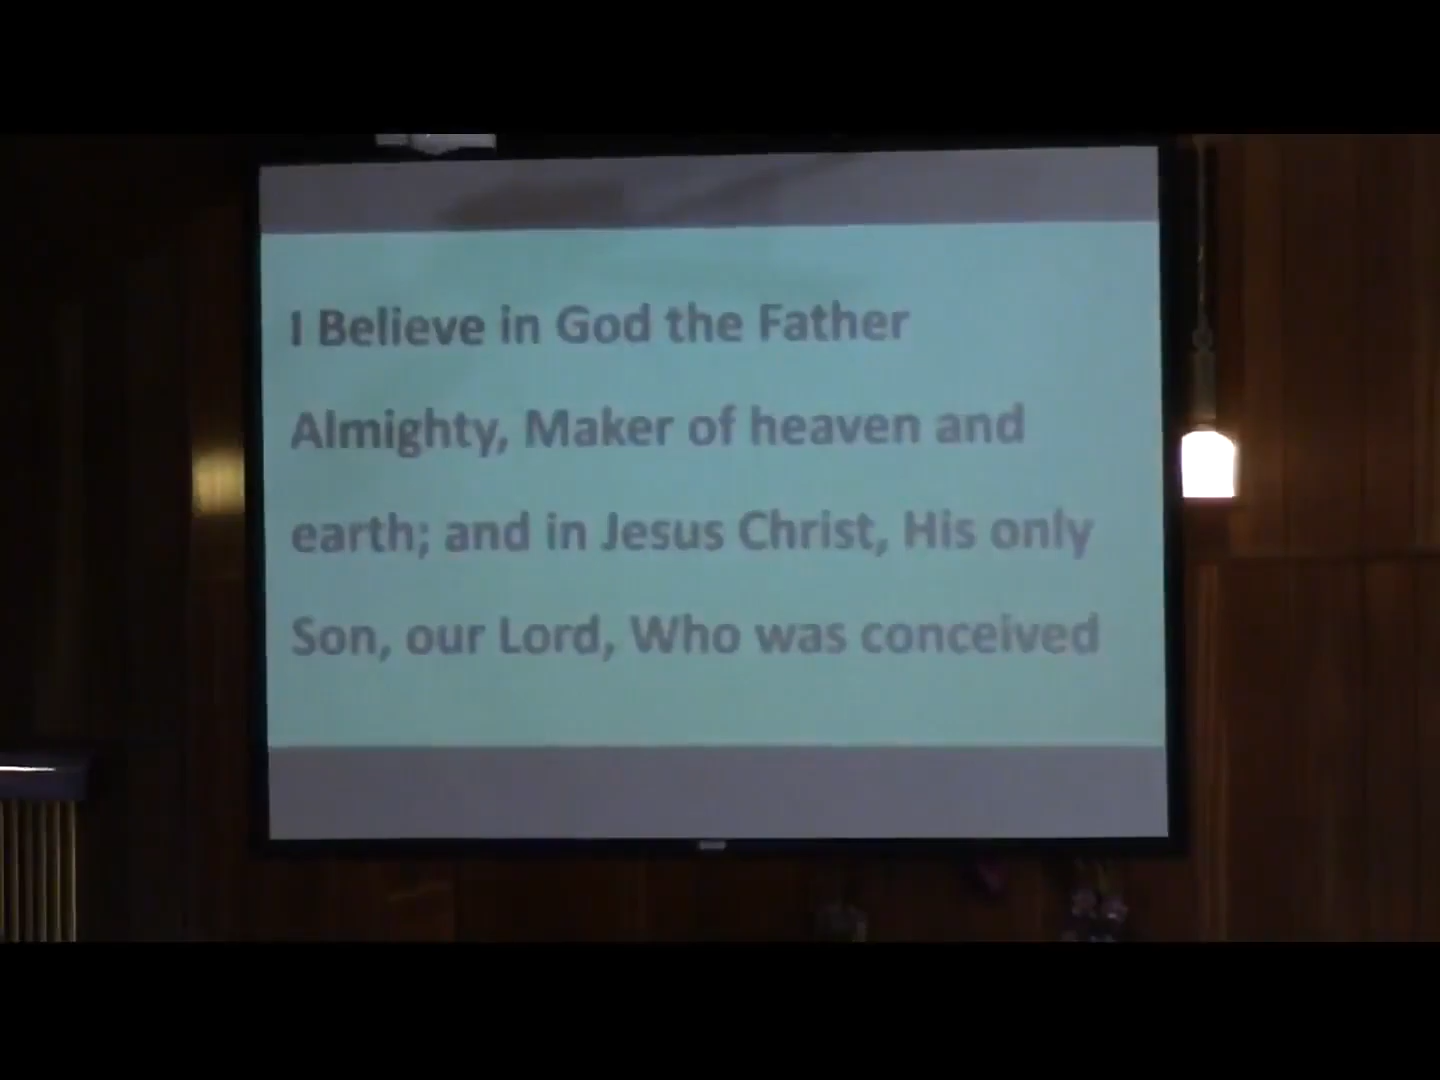 I Believe in God the Father
Almighty, Maker of heaven and
earth; and in Jesus Christ, His only
Son, our Lord, Who was conceived